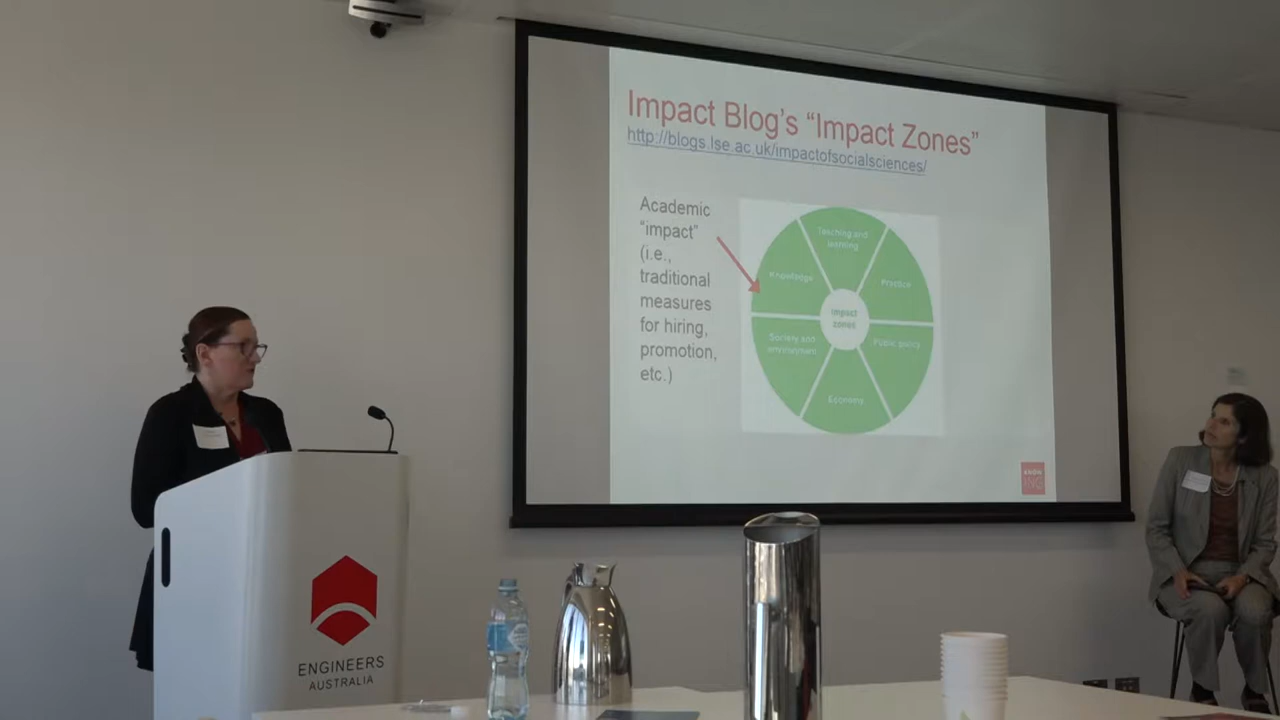 Impact Blog's “Impact Zones”
http://blogs.lse.ac.uk/impactofsocialsciences/
Academic
“impact”
(i.e.,
traditional
measures
for hiring,
promotion,
etc.)
Teaching and
learning
Knowledge
Practice
Impact
zones
Society and
environment
Public policy
Economy
ENGINEERS
AUSTRALIA